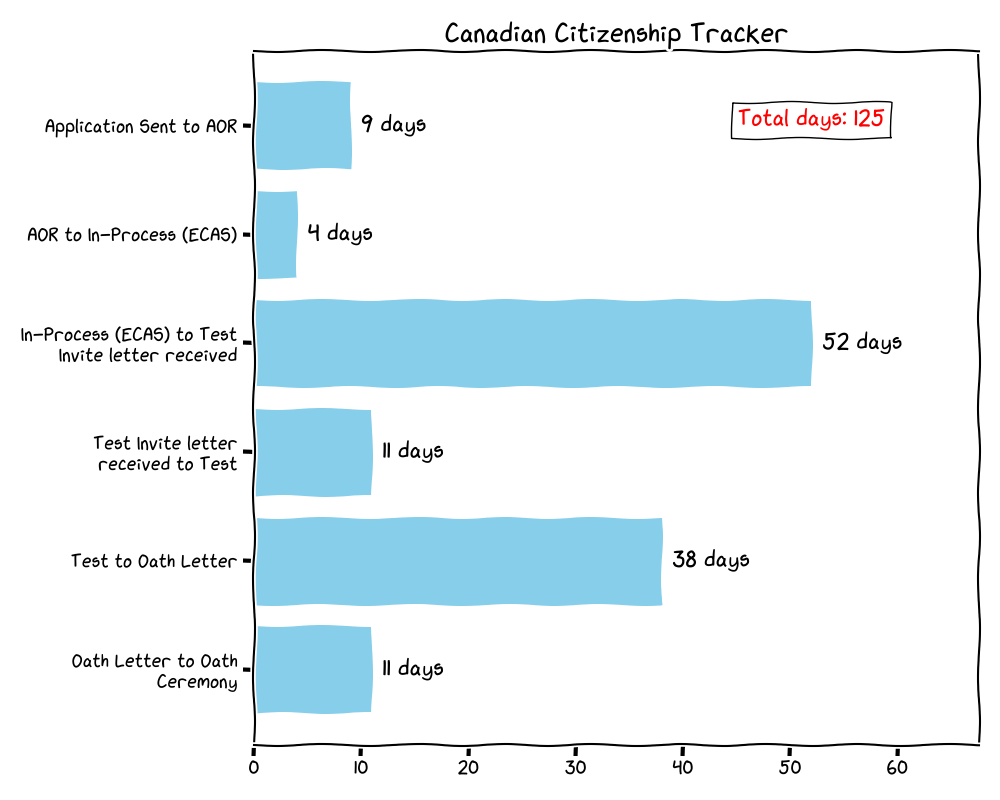 Canadian Citizenship Tracker
Application Sent to AOR
9 days
Total days: 125
AOR to In-Process (ECAS)
4 days
In-Process (ECAS) to Test
Invite letter received
52 days
Test Invite letter
received to Test
11 days
Test to Oath Letter
38 days
Oath Letter to Oath
Ceremony
11 days
0 10 20 30 40 50 60